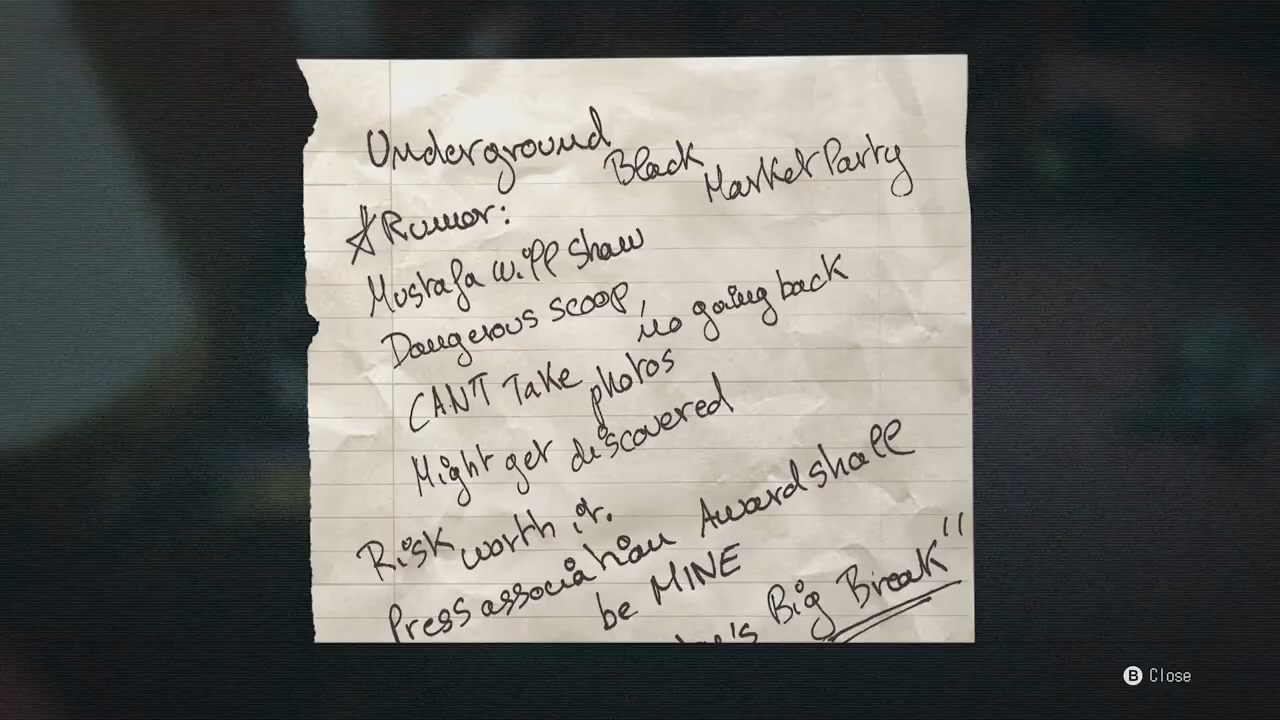 Underground Black Market Party
☆Rumor:
Mustafa will show
Dangerous scoop, no going back
CAN'T Take photos
Might get discovered
Risk worth it.
Press association Award shall
be MINE
Big Break"
B Close